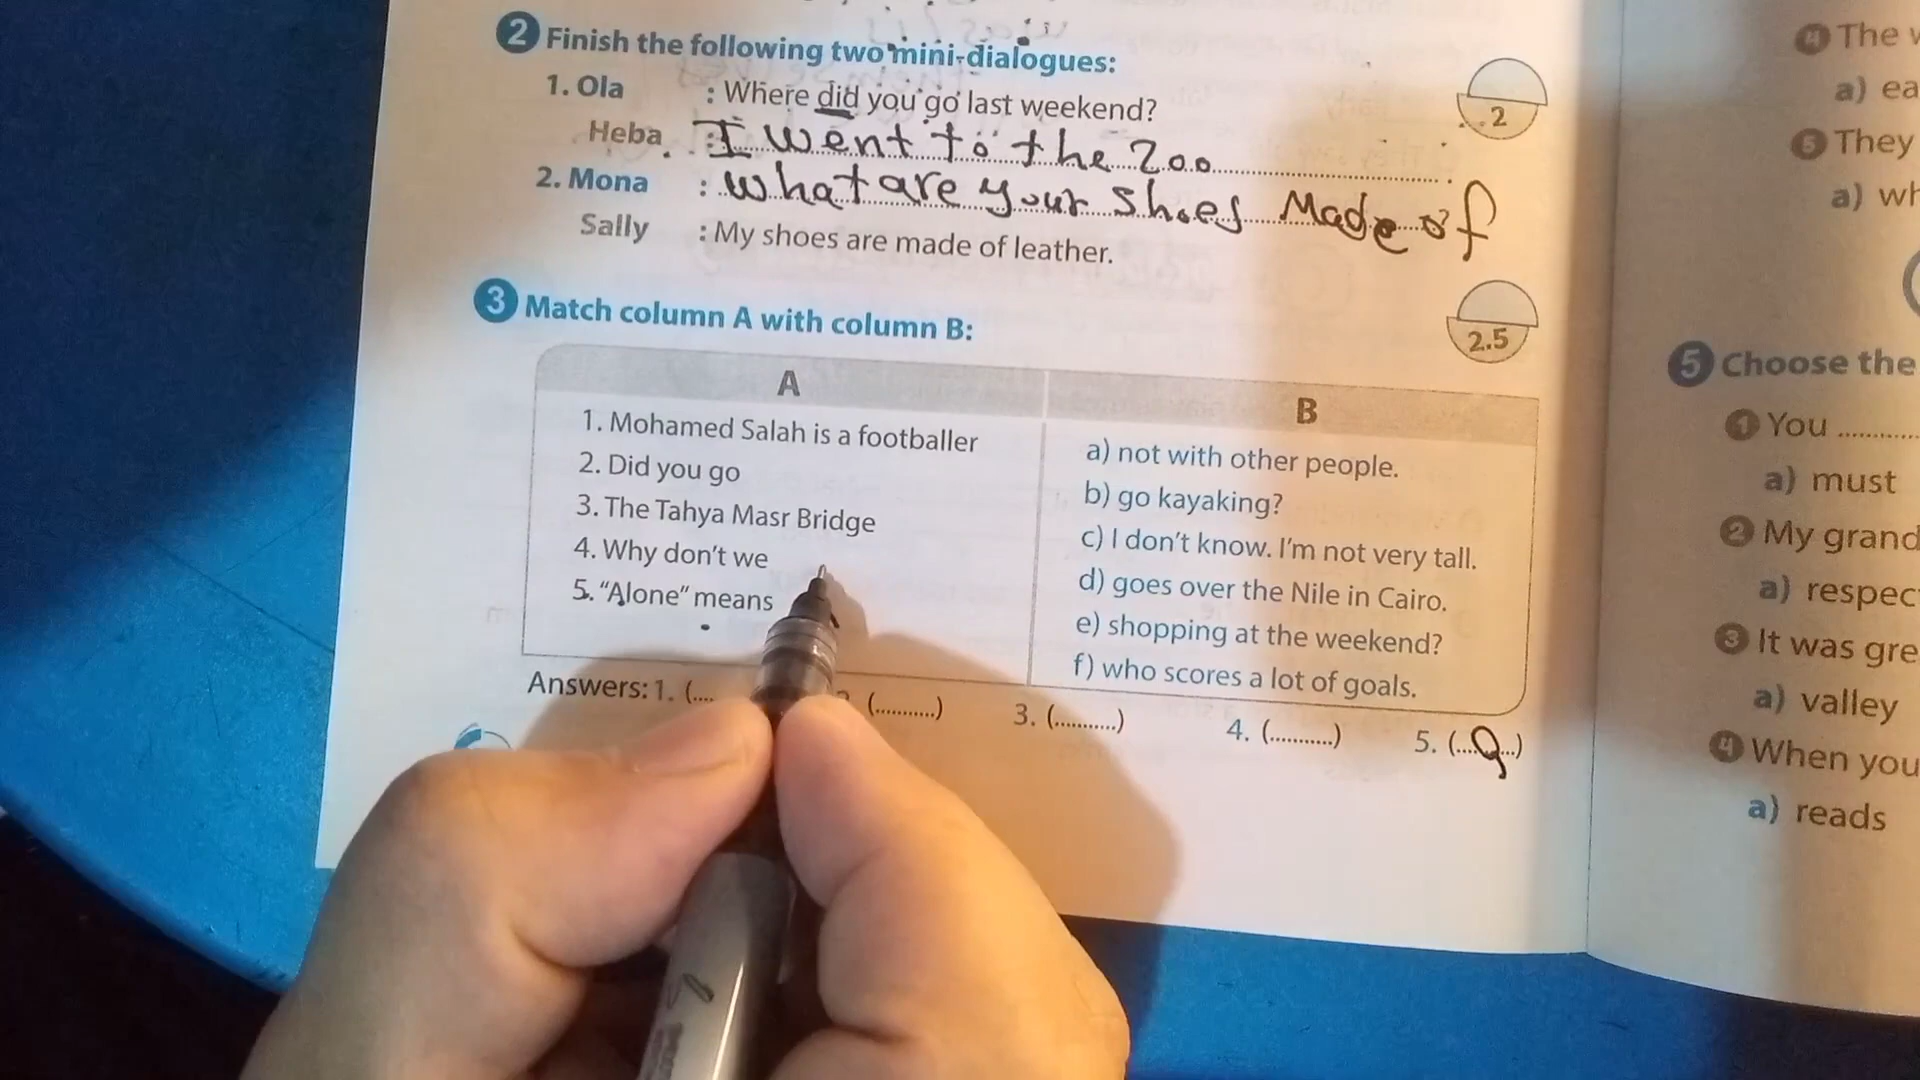 2 Finish the following two mini-dialogues:
1. Ola : Where did you go last weekend?
2
Heba : I went to the Zoo
2. Mona : what are your shoes Made of
Sally : My shoes are made of leather.
3 Match column A with column B:
2.5
A
1. Mohamed Salah is a footballer
2. Did you go
3. The Tahya Masr Bridge
4. Why don't we
5. "Alone" means
B
a) not with other people.
b) go kayaking?
c) I don't know. I'm not very tall.
d) goes over the Nile in Cairo.
e) shopping at the weekend?
f) who scores a lot of goals.
Answers: 1. (.... (..........) 3. (..........) 4. (..........) 5. (....a...)
4 The
a) ea
5 They
a) wh
5 Choose the
1 You ............
a) must
2 My grand
a) respec
3 It was gre
a) valley
4 When you
a) reads